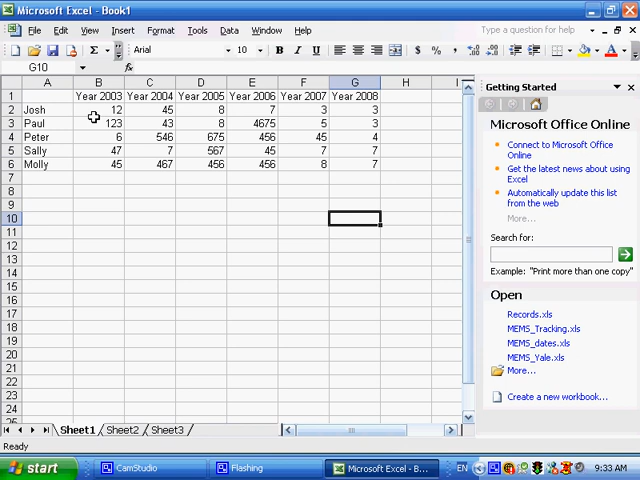 Microsoft Excel - Book1
File Edit View Insert Format Tools Data Window Help Type a question for help
Arial 10 B I U $ % ,
G10 fx
A B C D E F G H I
1 Year 2003 Year 2004 Year 2005 Year 2006 Year 2007 Year 2008
2 Josh 12 45 8 7 3 3
3 Paul 123 43 8 4675 5 3
4 Peter 6 546 675 456 45 4
5 Sally 47 7 567 45 7 7
6 Molly 45 467 456 456 8 7
7
8
9
10
11
12
13
14
15
16
17
18
19
20
21
22
23
24
Sheet1 Sheet2 Sheet3
Ready
Getting Started
Microsoft Office Online
Connect to Microsoft Office
Online
Get the latest news about using
Excel
Automatically update this list
from the web
More...
Search for:
Example: "Print more than one copy"
Open
Records.xls
MEMS_Tracking.xls
MEMS_dates.xls
MEMS_Yale.xls
More...
Create a new workbook...
start CamStudio Flashing Microsoft Excel - Bo... EN 9:33 AM